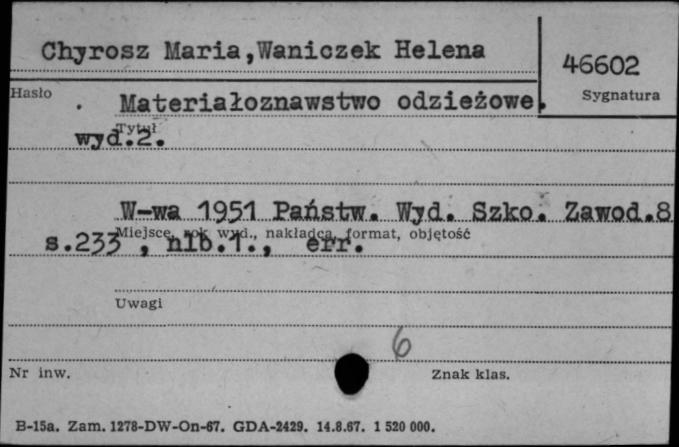 Chyrosz Maria,Waniczek Helena
46602
Hasło
Sygnatura
. Materiałoznawstwo odzieżowe.
Tytuł
wyd.2.
W-wa 1951 Państw. Wyd. Szko. Zawod.8
Miejsce, rok wyd., nakładca, format, objętość
s.233 , nlb.1., err.
Uwagi
6
Nr inw.
Znak klas.
B-15a. Zam. 1278-DW-On-67. GDA-2429. 14.8.67. 1 520 000.